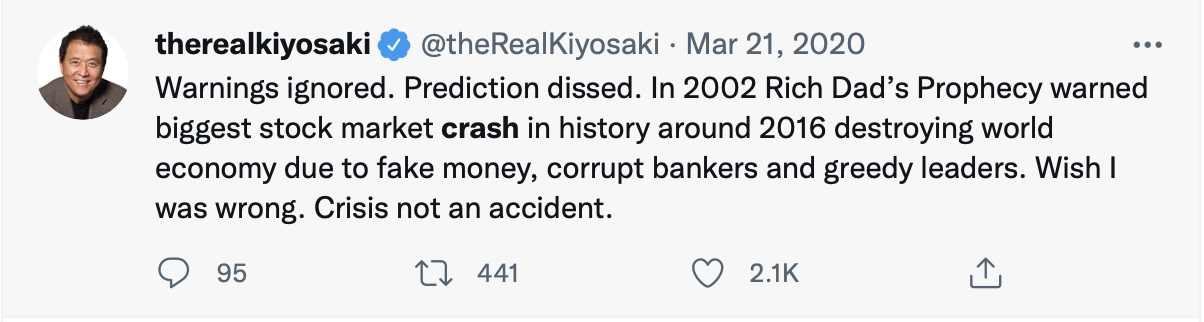 therealkiyosaki @theRealKiyosaki · Mar 21, 2020
Warnings ignored. Prediction dissed. In 2002 Rich Dad’s Prophecy warned
biggest stock market crash in history around 2016 destroying world
economy due to fake money, corrupt bankers and greedy leaders. Wish I
was wrong. Crisis not an accident.
95 441 2.1K